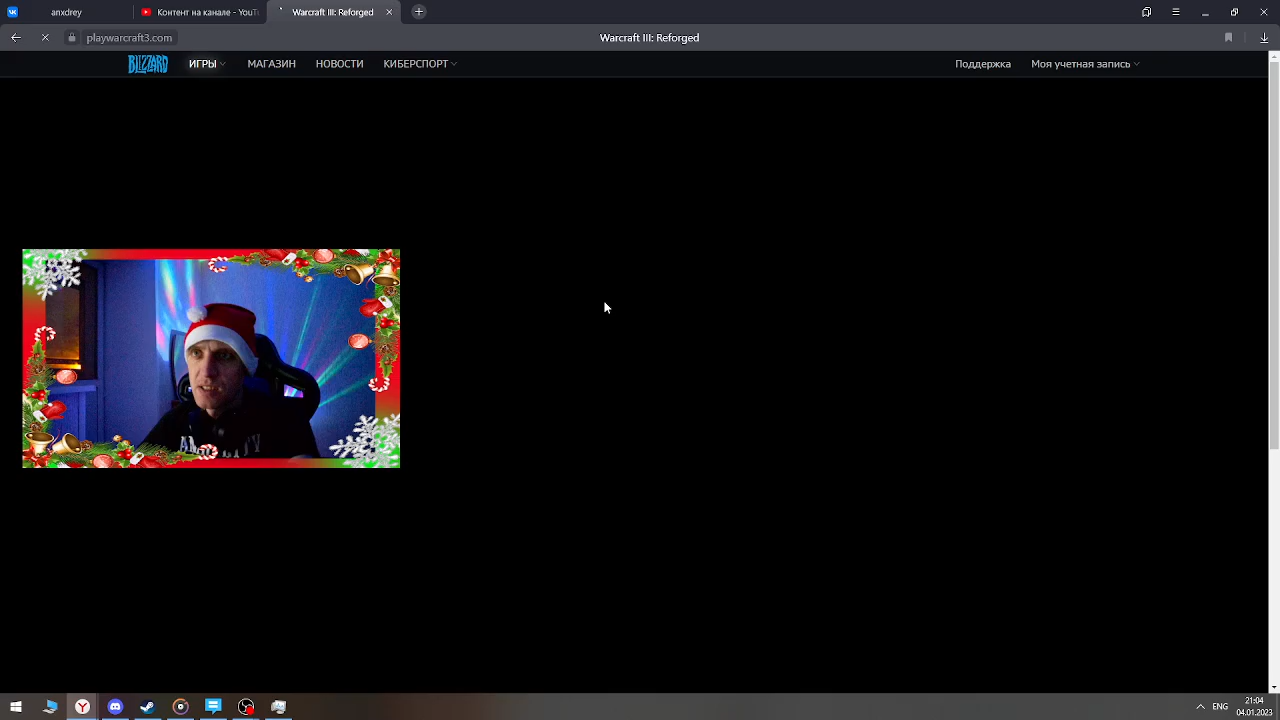 anxdrey
Контент на канале - YouTu
Warcraft III: Reforged
playwarcraft3.com
Warcraft III: Reforged
BLIZZARD
ИГРЫ
МАГАЗИН
НОВОСТИ
КИБЕРСПОРТ
Поддержка
Моя учетная запись
ENG
21:04
04.01.2023